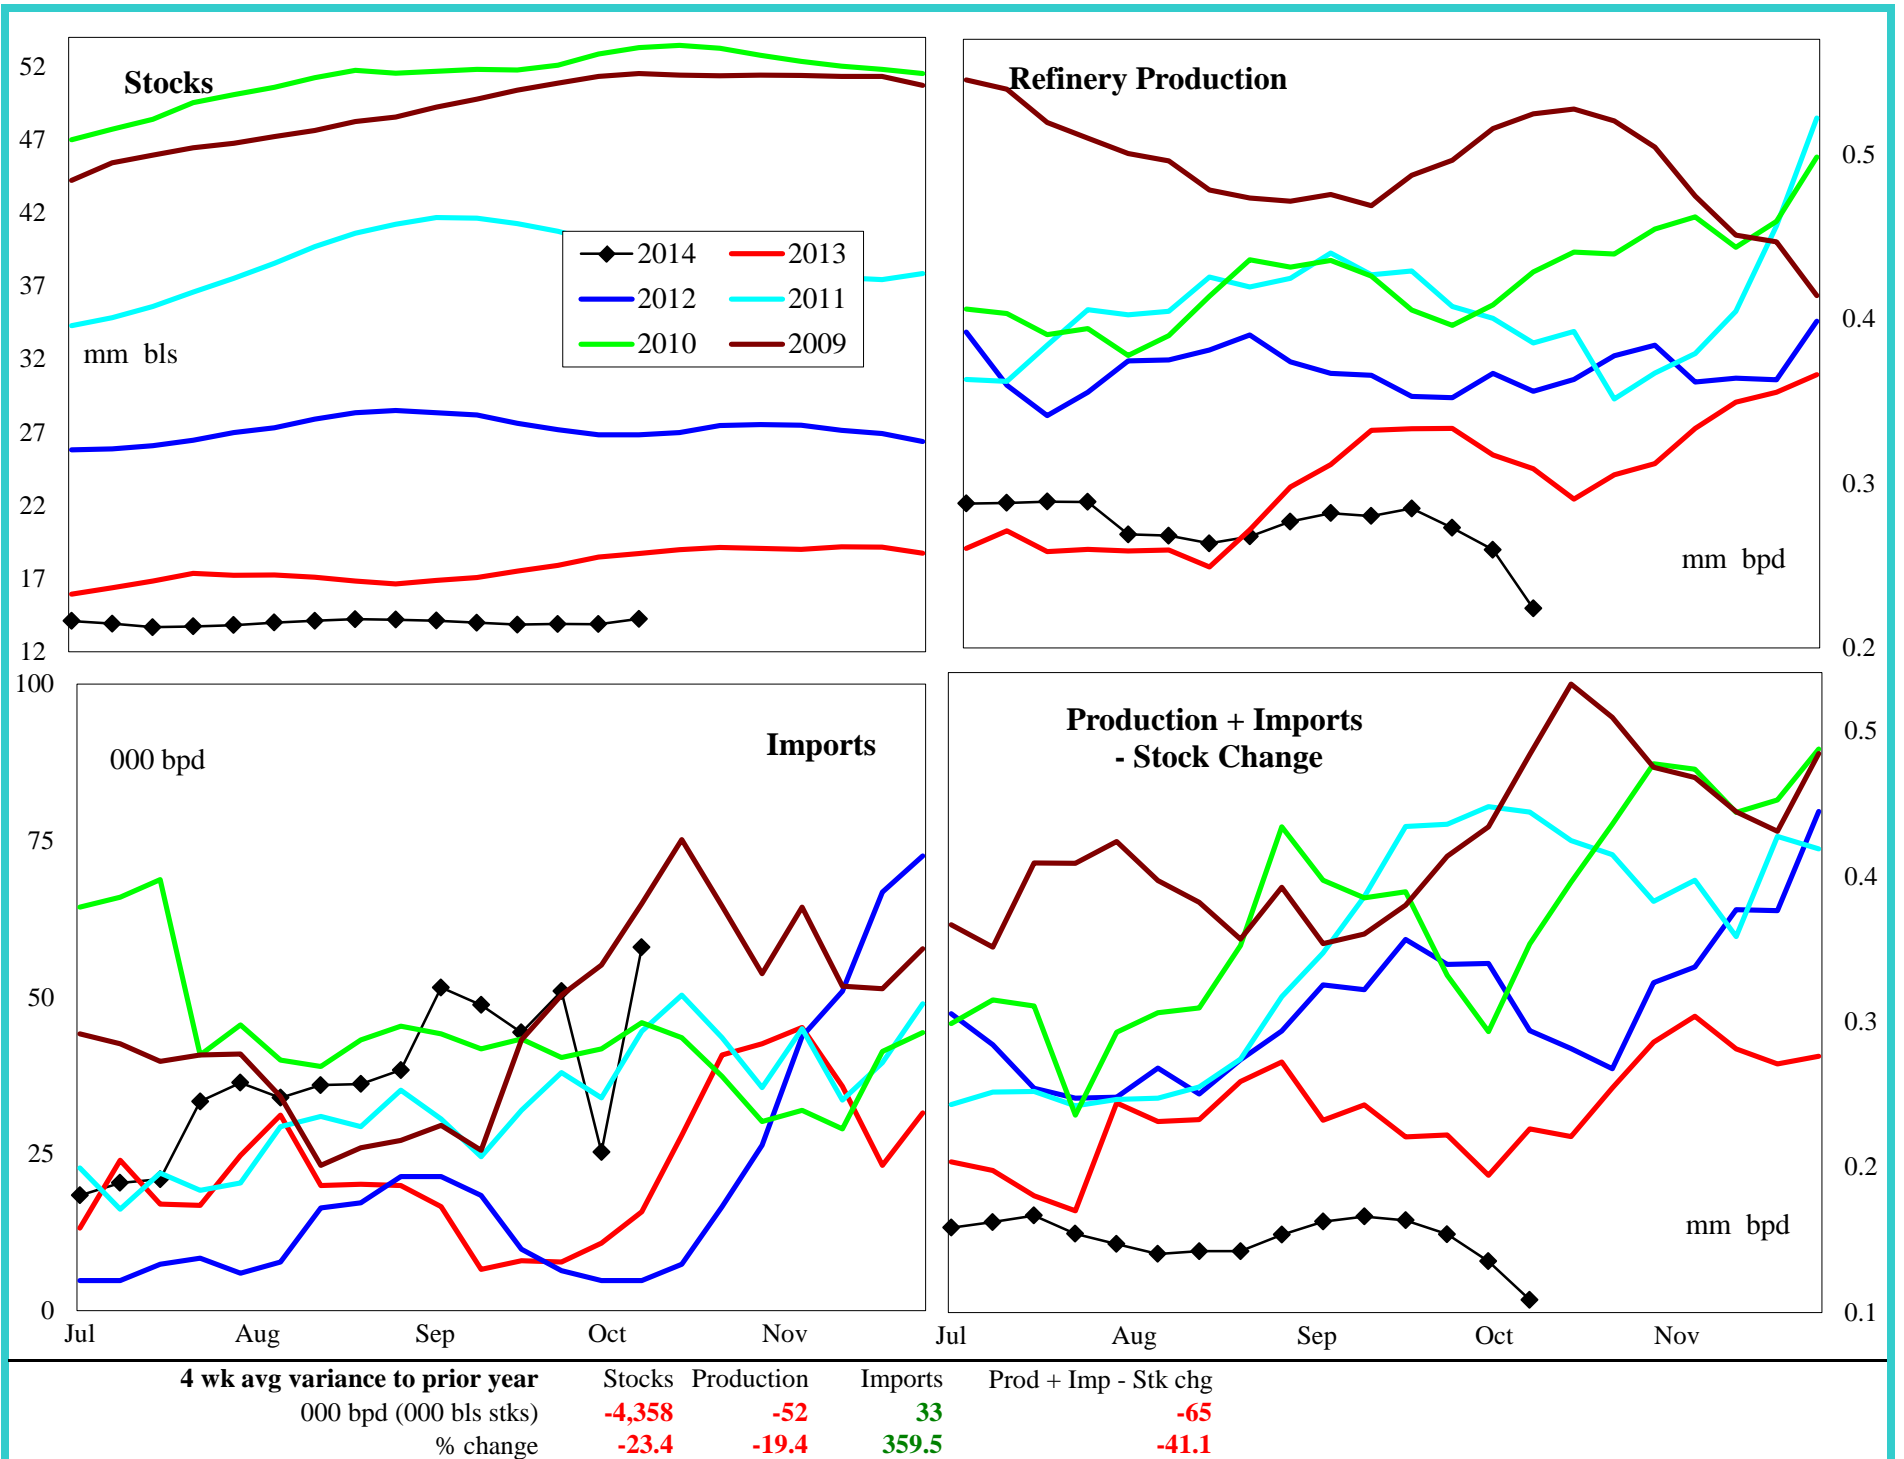 Stocks
52
47
42
37
32
27
22
17
12
mm bls
2014 2013
2012 2011
2010 2009
Refinery Production
0.5
0.4
0.3
0.2
mm bpd
Imports
000 bpd
100
75
50
25
0
Jul Aug Sep Oct Nov
Production + Imports
- Stock Change
0.5
0.4
0.3
0.2
0.1
mm bpd
Jul Aug Sep Oct Nov
4 wk avg variance to prior year Stocks Production Imports Prod + Imp - Stk chg
000 bpd (000 bls stks) -4,358 -52 33 -65
% change -23.4 -19.4 359.5 -41.1